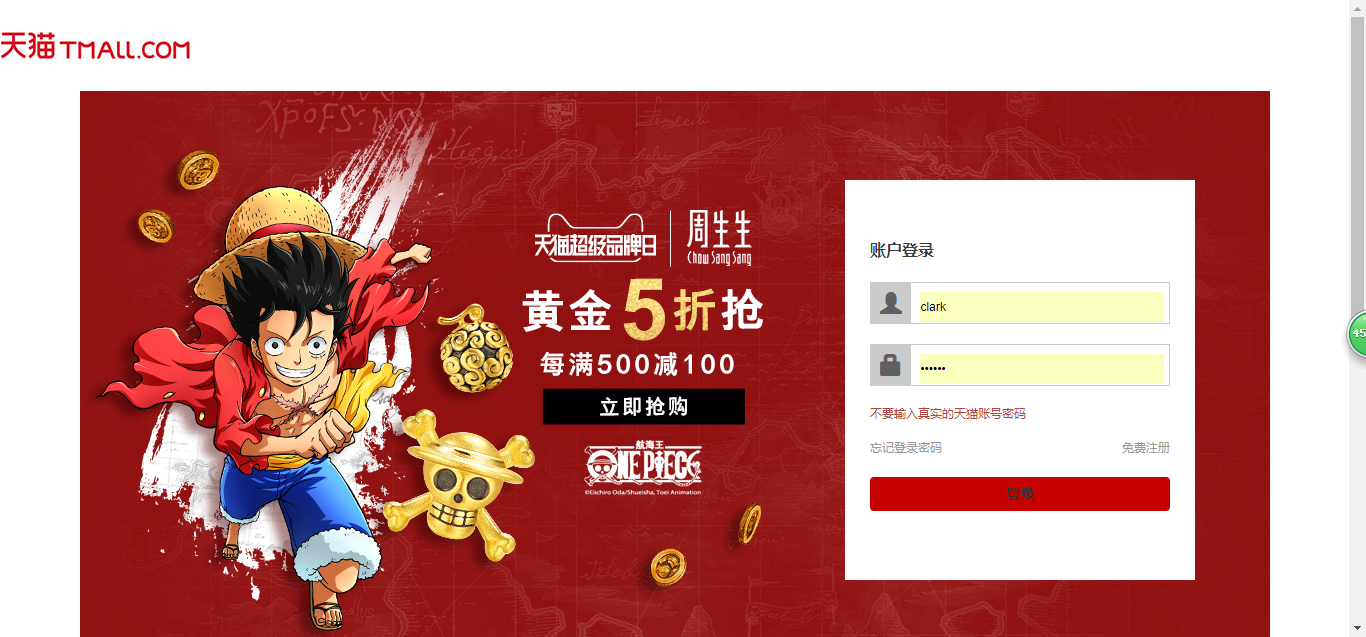 天猫 TMALL.COM
天猫超级品牌日
周生生
Chow Sang Sang
黄金5折抢
每满500减100
立即抢购
航海王
ONE PIECE
©Eiichiro Oda/Shueisha, Toei Animation
账户登录
clark
••••••
不要输入真实的天猫账号密码
忘记登录密码 免费注册
登录
45